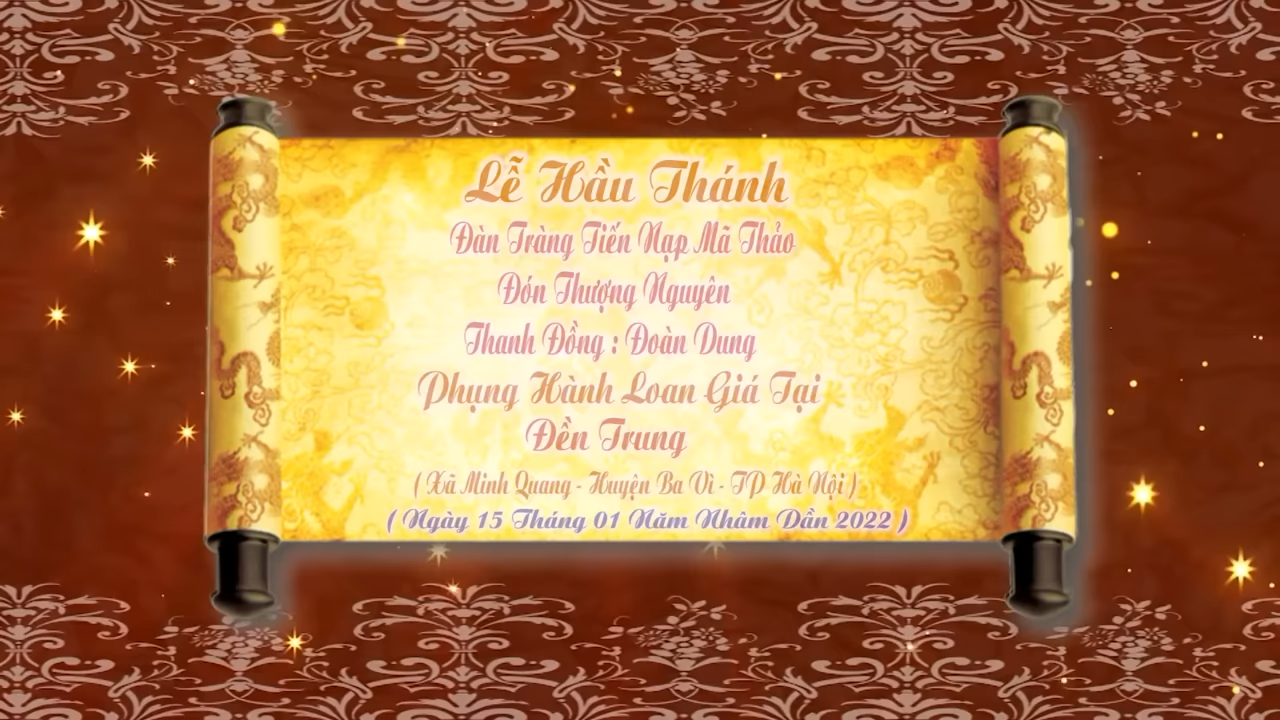 Lễ Hầu Thánh
Đàn Tràng Tiến Nạp Mã Thảo
Đón Thượng Nguyên
Thanh Đồng : Đoàn Dung
Phụng Hành Loan Giá Tại
Đền Trung
( Xã Minh Quang - Huyện Ba Vì - TP Hà Nội )
( Ngày 15 Tháng 01 Năm Nhâm Dần 2022 )